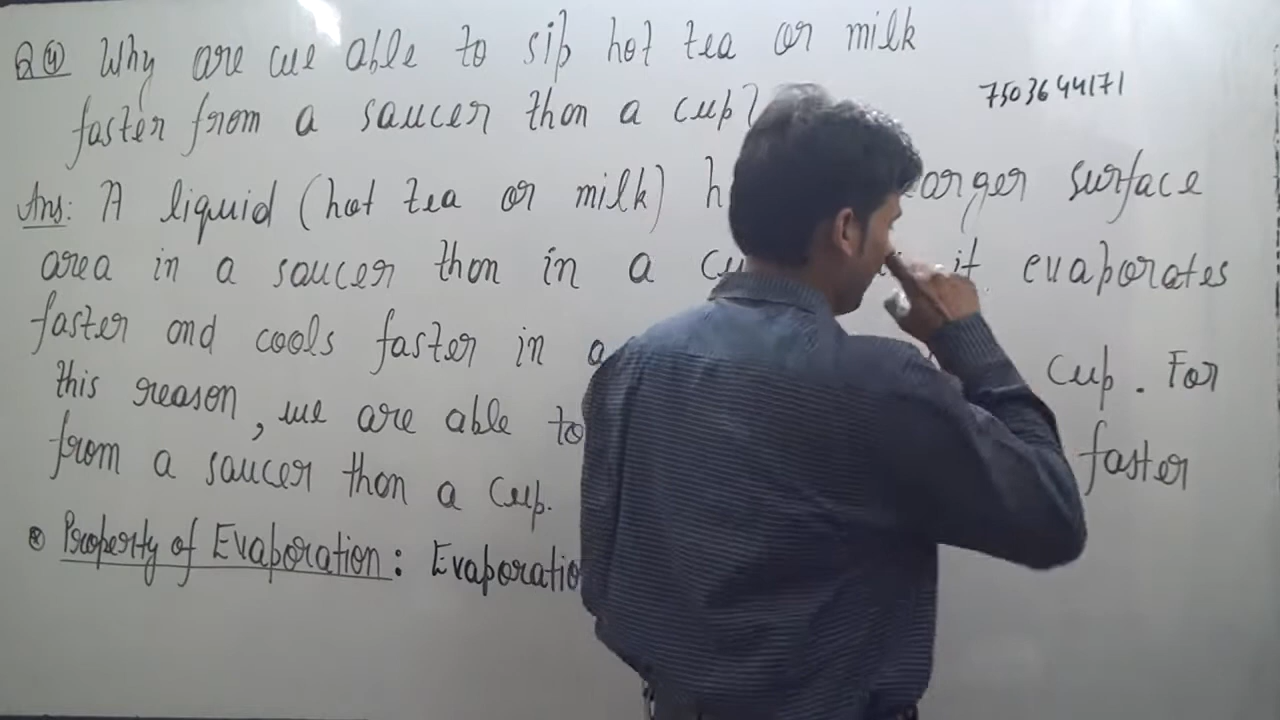 Q④ Why are we able to sip hot tea or milk
7503644171
faster from a saucer than a cup?
Ans: A liquid (hot tea or milk) h arger surface
area in a saucer than in a cu it evaporates
faster and cools faster in a cup. For
this reason, we are able to faster
from a saucer than a cup.
⊗ Property of Evaporation: Evaporatio